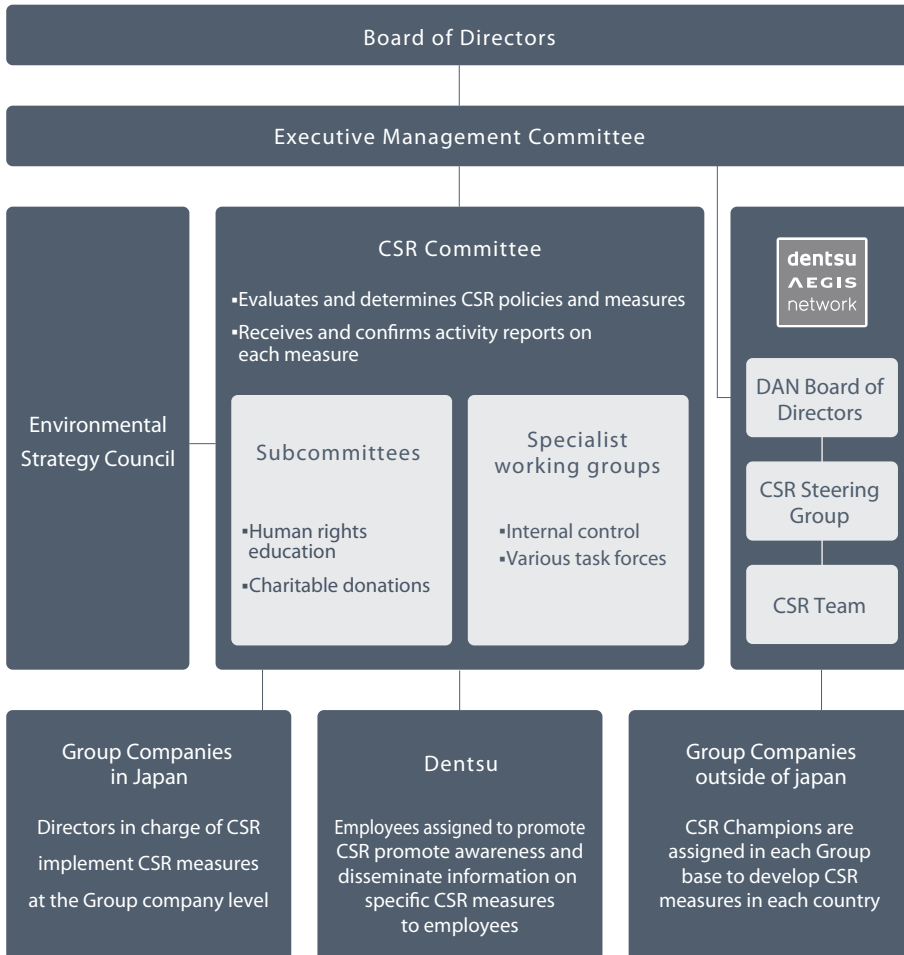 Board of Directors
Executive Management Committee
Environmental
Strategy Council
CSR Committee
▪Evaluates and determines CSR policies and measures
▪Receives and confirms activity reports on
each measure
Subcommittees
▪Human rights
education
▪Charitable donations
Specialist
working groups
▪Internal control
▪Various task forces
dentsu
AEGIS
network
DAN Board of
Directors
CSR Steering
Group
CSR Team
Group Companies
in Japan
Directors in charge of CSR
implement CSR measures
at the Group company level
Dentsu
Employees assigned to promote
CSR promote awareness and
disseminate information on
specific CSR measures
to employees
Group Companies
outside of japan
CSR Champions are
assigned in each Group
base to develop CSR
measures in each country